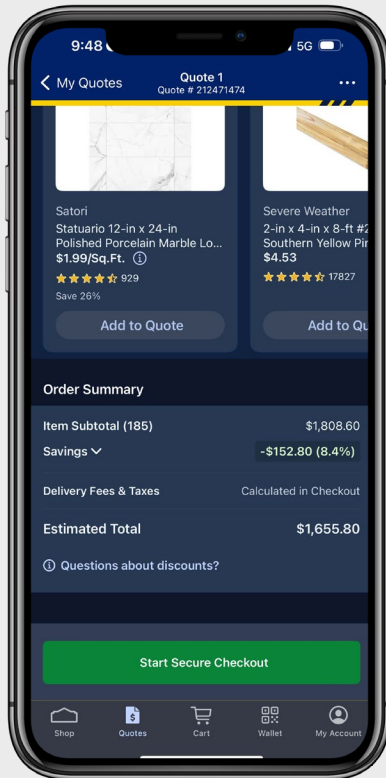 9:48
5G
My Quotes
Quote 1
Quote # 212471474
Satori
Statuario 12-in x 24-in
Polished Porcelain Marble Lo...
$1.99/Sq.Ft.
929
Save 26%
Add to Quote
Severe Weather
2-in x 4-in x 8-ft #2
Southern Yellow
$4.53
17827
Add to
Order Summary
Item Subtotal (185) $1,808.60
Savings -$152.80 (8.4%)
Delivery Fees & Taxes Calculated in Checkout
Estimated Total $1,655.80
Questions about discounts?
Start Secure Checkout
Shop Quotes Cart Wallet My Account